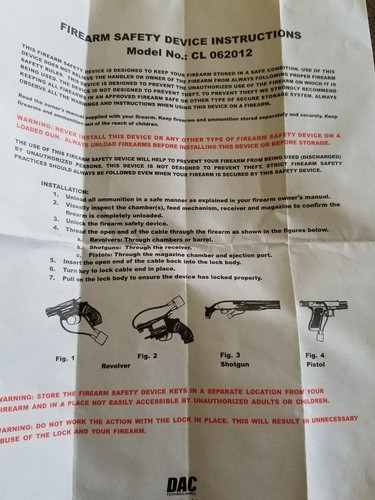 FIREARM SAFETY DEVICE INSTRUCTIONS
Model No.: CL 062012
THIS FIREARM SAFETY DEVICE IS DESIGNED TO KEEP YOUR FIREARM STORED IN A SAFE CONDITION. USE OF THIS
DEVICE DOES NOT RELIEVE THE HANDLER OR OWNER OF THE FIREARM FROM ALWAYS FOLLOWING PROPER FIREARM
SAFETY RULES. THIS DEVICE IS DESIGNED TO PREVENT THE UNAUTHORIZED USE OF THE FIREARM ON WHICH IT IS
BEING USED. THE DEVICE IS NOT DESIGNED TO PREVENT THEFT. TO PREVENT THEFT WE STRONGLY RECOMMEND
KEEPING ALL FIREARMS IN AN APPROVED FIREARM SAFE OR OTHER TYPE OF SECURE STORAGE SYSTEM. ALWAYS
OBSERVE ALL THE WARNINGS AND INSTRUCTIONS WHEN USING THIS DEVICE ON A FIREARM.
Read the owner's manual supplied with your firearm. Keep firearms and ammunition stored separately and securely. Keep
firearms and ammunition out of the reach of children.
WARNING: NEVER INSTALL THIS DEVICE OR ANY OTHER TYPE OF FIREARM SAFETY DEVICE ON A
LOADED GUN. ALWAYS UNLOAD FIREARMS BEFORE INSTALLING THIS DEVICE OR BEFORE STORAGE.
THE USE OF THIS FIREARM SAFETY DEVICE WILL HELP TO PREVENT YOUR FIREARM FROM BEING USED (DISCHARGED)
BY UNAUTHORIZED PERSONS. THIS DEVICE IS NOT DESIGNED TO PREVENT THEFT. STRICT FIREARM SAFETY
PRACTICES SHOULD ALWAYS BE FOLLOWED EVEN WHEN YOUR FIREARM IS SECURED BY THIS SAFETY DEVICE.
INSTALLATION:
1. Unload all ammunition in a safe manner as explained in your firearm owner's manual.
2. Visually inspect the chamber(s), feed mechanism, receiver and magazine to confirm the
firearm is completely unloaded.
3. Unlock the firearm safety device.
4. Thread the open end of the cable through the firearm as shown in the figures below.
a. Revolvers: Through chambers or barrel.
b. Shotguns: Through the receiver.
c. Pistols: Through the magazine chamber and ejection port.
5. Insert the open end of the cable back into the lock body.
6. Turn key to lock cable end in place.
7. Pull on the lock body to ensure the device has locked properly.
Fig. 1 Fig. 2 Fig. 3 Fig. 4
Revolver Shotgun Pistol
WARNING: STORE THE FIREARM SAFETY DEVICE KEYS IN A SEPARATE LOCATION FROM YOUR
FIREARM AND IN A PLACE NOT EASILY ACCESSIBLE BY UNAUTHORIZED ADULTS OR CHILDREN.
WARNING: DO NOT WORK THE ACTION WITH THE LOCK IN PLACE. THIS WILL RESULT IN UNNECESSARY
ABUSE OF THE LOCK AND YOUR FIREARM.
DAC
TECHNOLOGIES